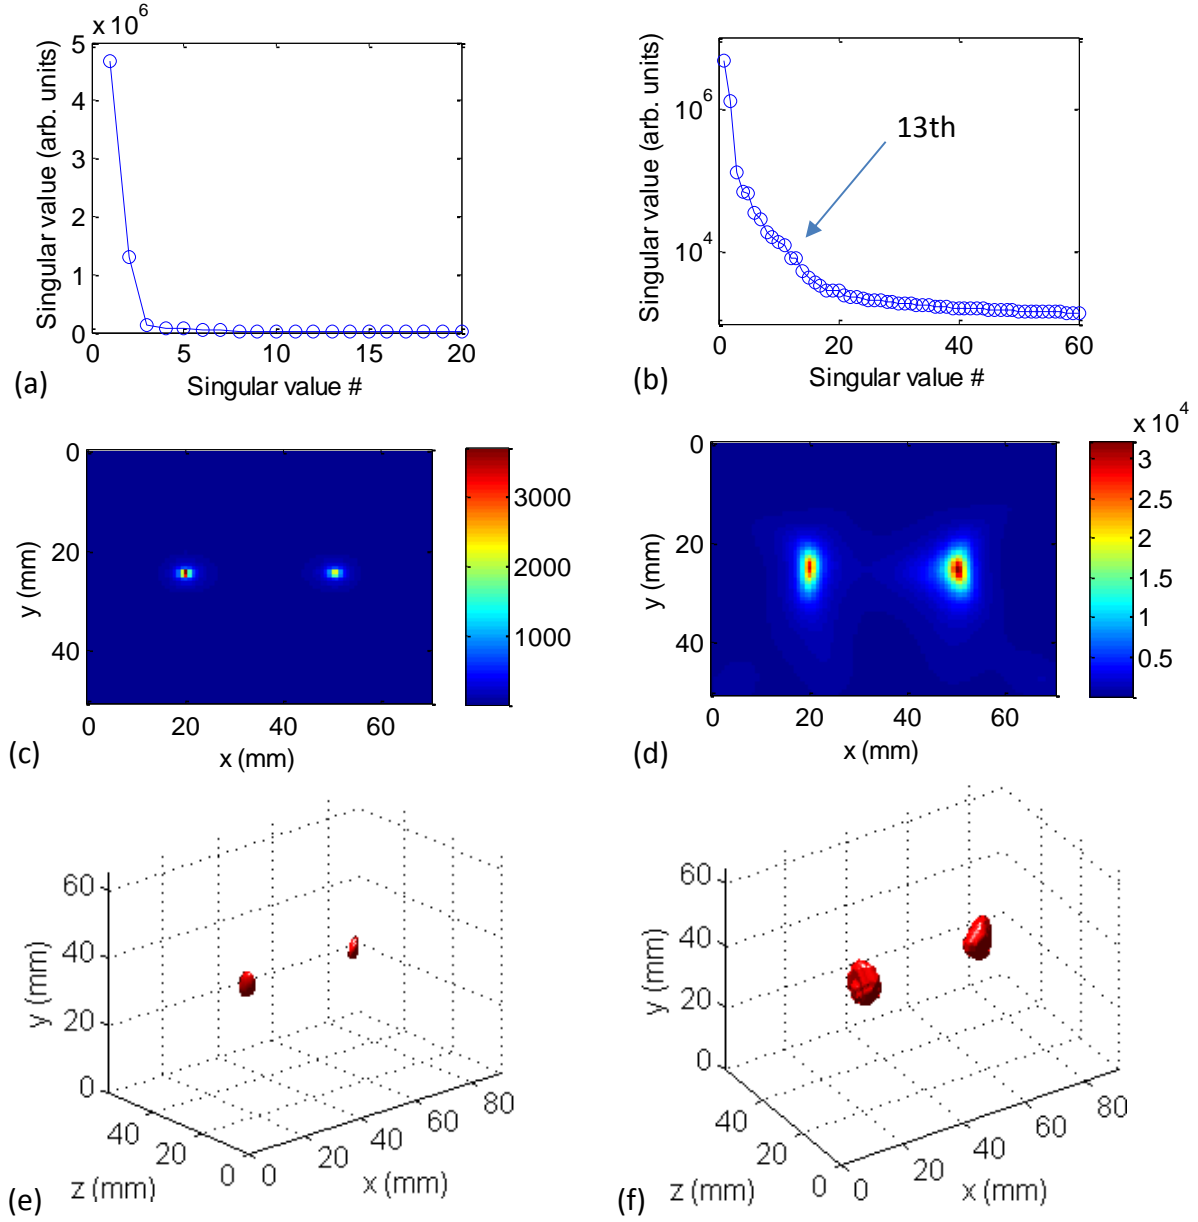 x 10^6
5
4
3
2
1
0
Singular value (arb. units)
0 5 10 15 20
Singular value #
(a)
10^6
10^4
Singular value (arb. units)
13th
0 20 40 60
Singular value #
(b)
0
20
40
y (mm)
0 20 40 60
x (mm)
3000
2000
1000
(c)
x 10^4
0
20
40
y (mm)
0 20 40 60
x (mm)
3
2.5
2
1.5
1
0.5
(d)
60
40
20
0
y (mm)
40
20
0
z (mm)
0 20 40 60 80
x (mm)
(e)
60
40
20
0
y (mm)
40
20
0
z (mm)
0 20 40 60 80
x (mm)
(f)